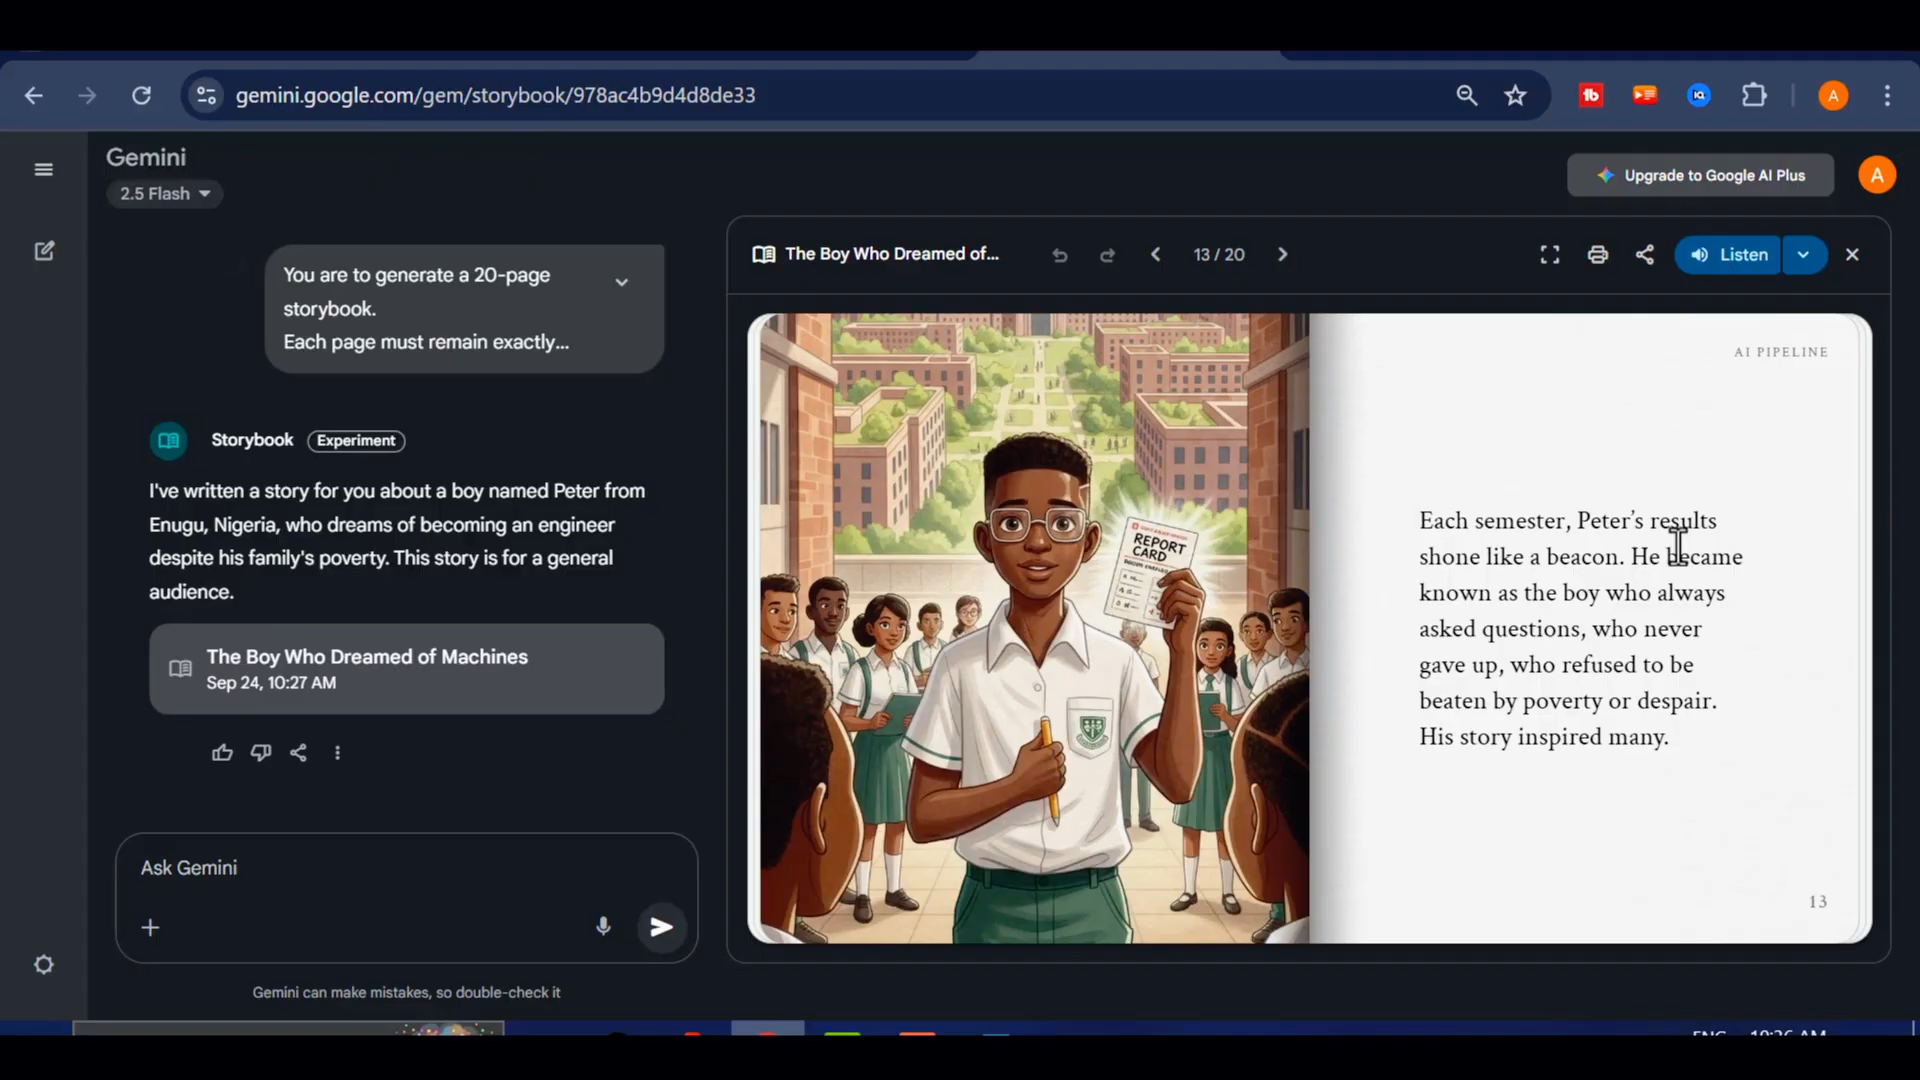 gemini.google.com/gem/storybook/978ac4b9d4d8de33
A
Gemini
2.5 Flash
Upgrade to Google AI Plus
A
You are to generate a 20-page
storybook.
Each page must remain exactly...
Storybook Experiment
I've written a story for you about a boy named Peter from
Enugu, Nigeria, who dreams of becoming an engineer
despite his family's poverty. This story is for a general
audience.
The Boy Who Dreamed of Machines
Sep 24, 10:27 AM
Ask Gemini
Gemini can make mistakes, so double-check it
The Boy Who Dreamed of...
13 / 20
Listen
REPORT
CARD
AI PIPELINE
Each semester, Peter’s results
shone like a beacon. He became
known as the boy who always
asked questions, who never
gave up, who refused to be
beaten by poverty or despair.
His story inspired many.
13